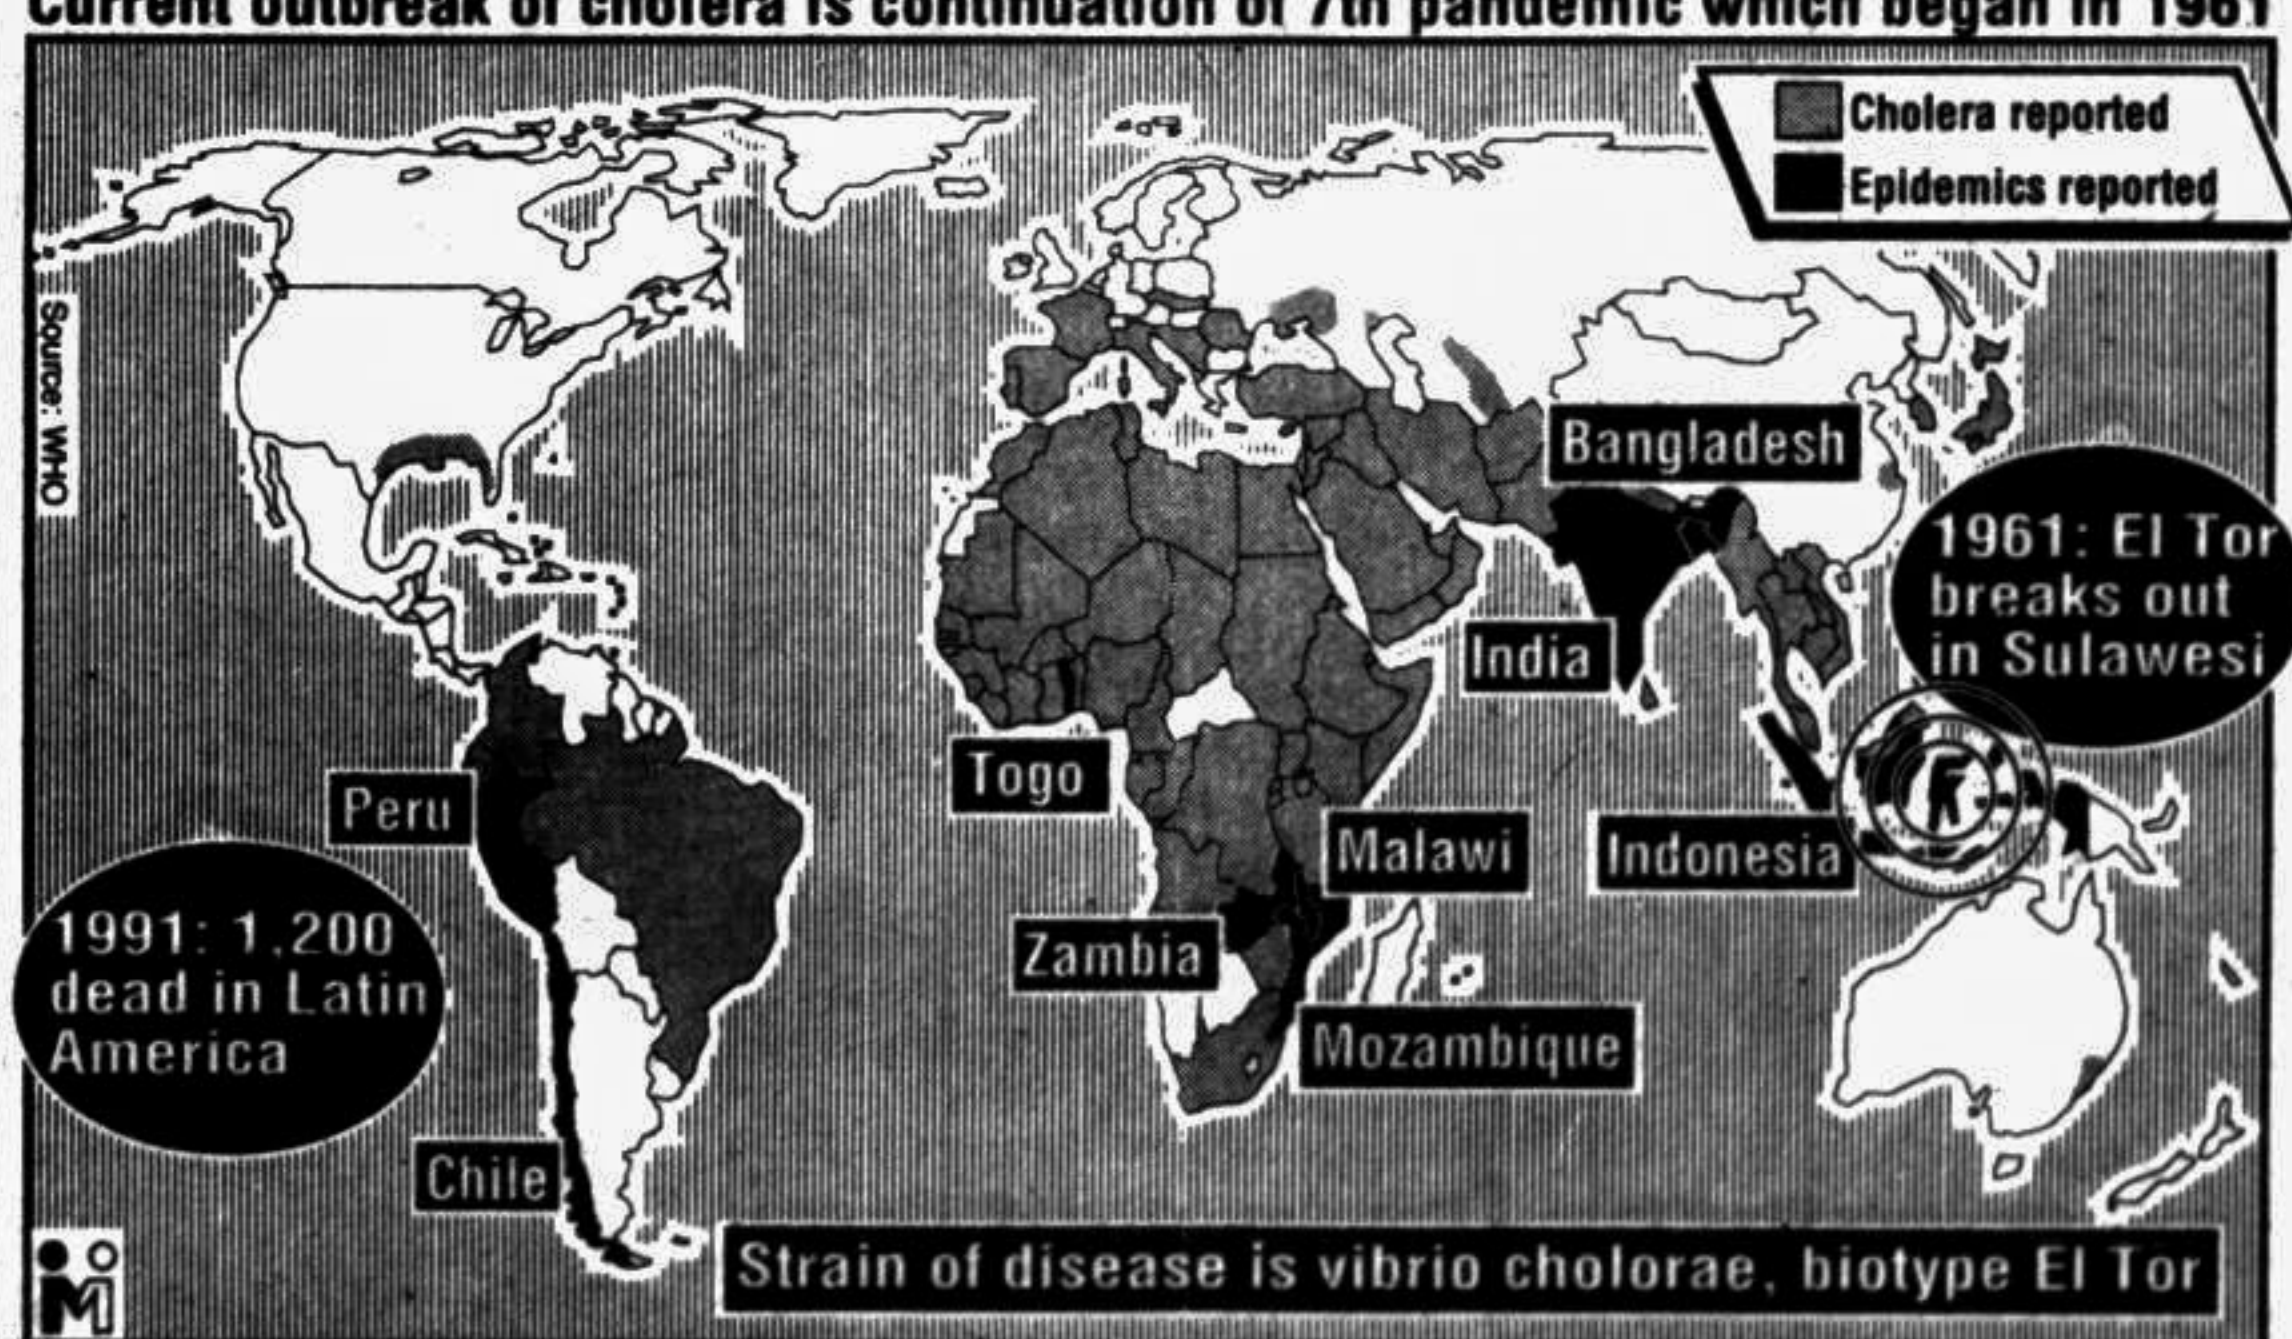 Current outbreak of cholera is continuation of 7th pandemic which began in 1961
Cholera reported
Epidemics reported
Source: WHO
Bangladesh
1961: El Tor
breaks out
in Sulawesi
India
Togo
Peru
Malawi
Indonesia
1991: 1,200
dead in Latin
America
Zambia
Mozambique
Chile
Strain of disease is vibrio cholorae, biotype El Tor
M